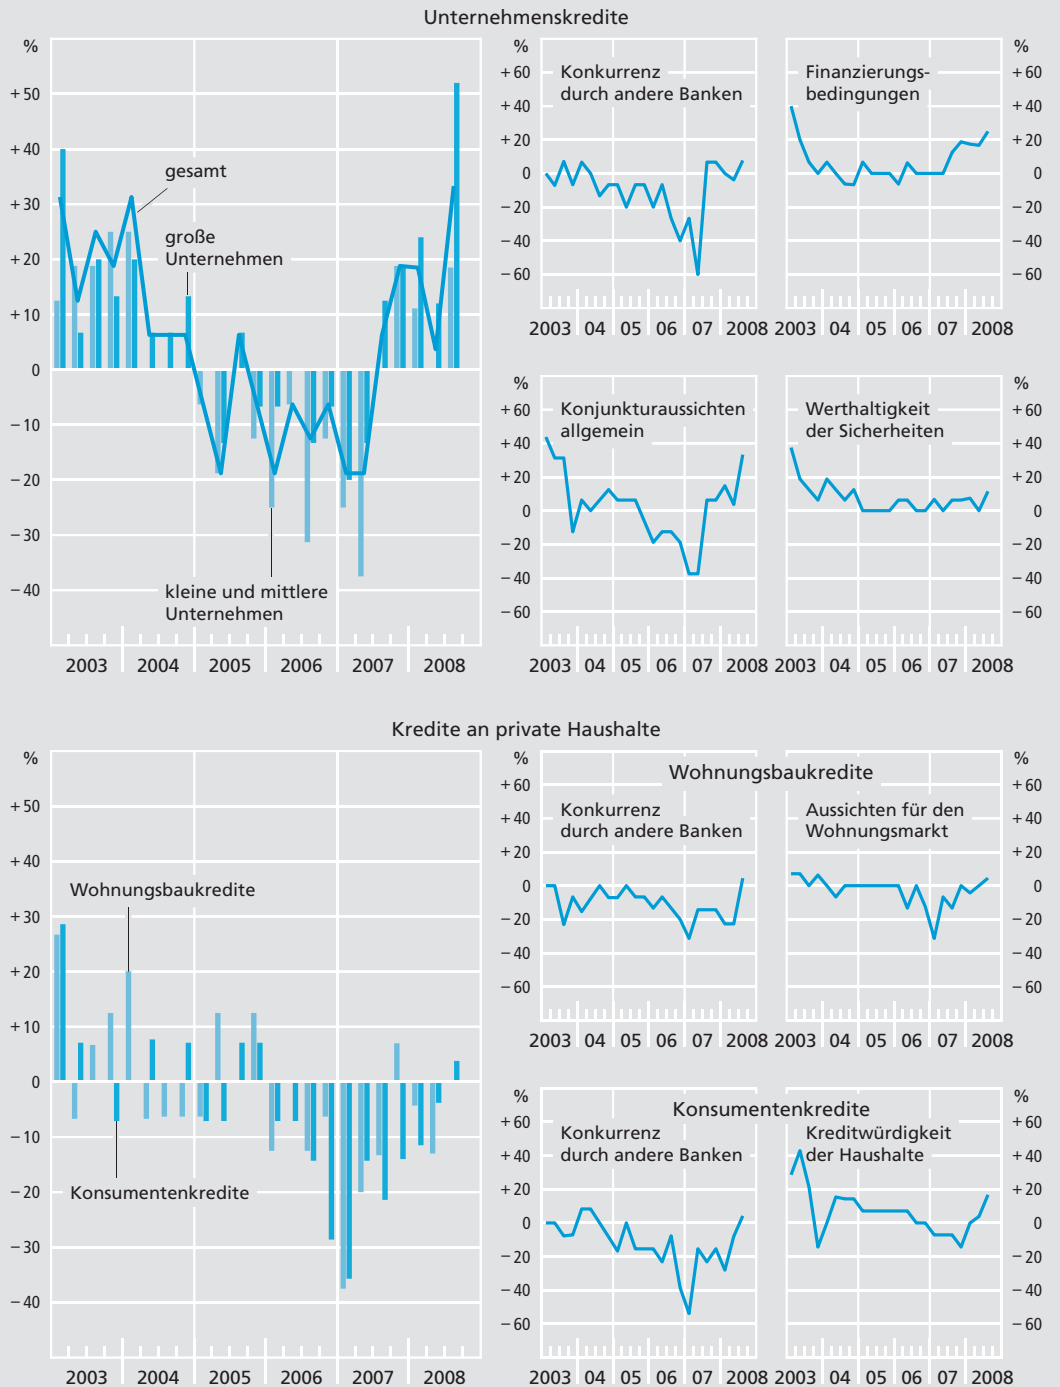 Unternehmenskredite
%
+ 50
+ 40
+ 30
+ 20
+ 10
0
− 10
− 20
− 30
− 40
gesamt
große
Unternehmen
kleine und mittlere
Unternehmen
2003 2004 2005 2006 2007 2008
%
Konkurrenz
durch andere Banken
+ 60
+ 40
+ 20
0
− 20
− 40
− 60
2003 04 05 06 07 2008
%
Finanzierungs-
bedingungen
+ 60
+ 40
+ 20
0
− 20
− 40
− 60
2003 04 05 06 07 2008
%
Konjunkturaussichten
allgemein
+ 60
+ 40
+ 20
0
− 20
− 40
− 60
2003 04 05 06 07 2008
%
Werthaltigkeit
der Sicherheiten
+ 60
+ 40
+ 20
0
− 20
− 40
− 60
2003 04 05 06 07 2008
Kredite an private Haushalte
%
+ 50
+ 40
+ 30
+ 20
+ 10
0
− 10
− 20
− 30
− 40
Wohnungsbaukredite
Konsumentenkredite
2003 2004 2005 2006 2007 2008
Wohnungsbaukredite
%
Konkurrenz
durch andere Banken
+ 60
+ 40
+ 20
0
− 20
− 40
− 60
2003 04 05 06 07 2008
%
Aussichten für den
Wohnungsmarkt
+ 60
+ 40
+ 20
0
− 20
− 40
− 60
2003 04 05 06 07 2008
Konsumentenkredite
%
Konkurrenz
durch andere Banken
+ 60
+ 40
+ 20
0
− 20
− 40
− 60
2003 04 05 06 07 2008
%
Kreditwürdigkeit
der Haushalte
+ 60
+ 40
+ 20
0
− 20
− 40
− 60
2003 04 05 06 07 2008